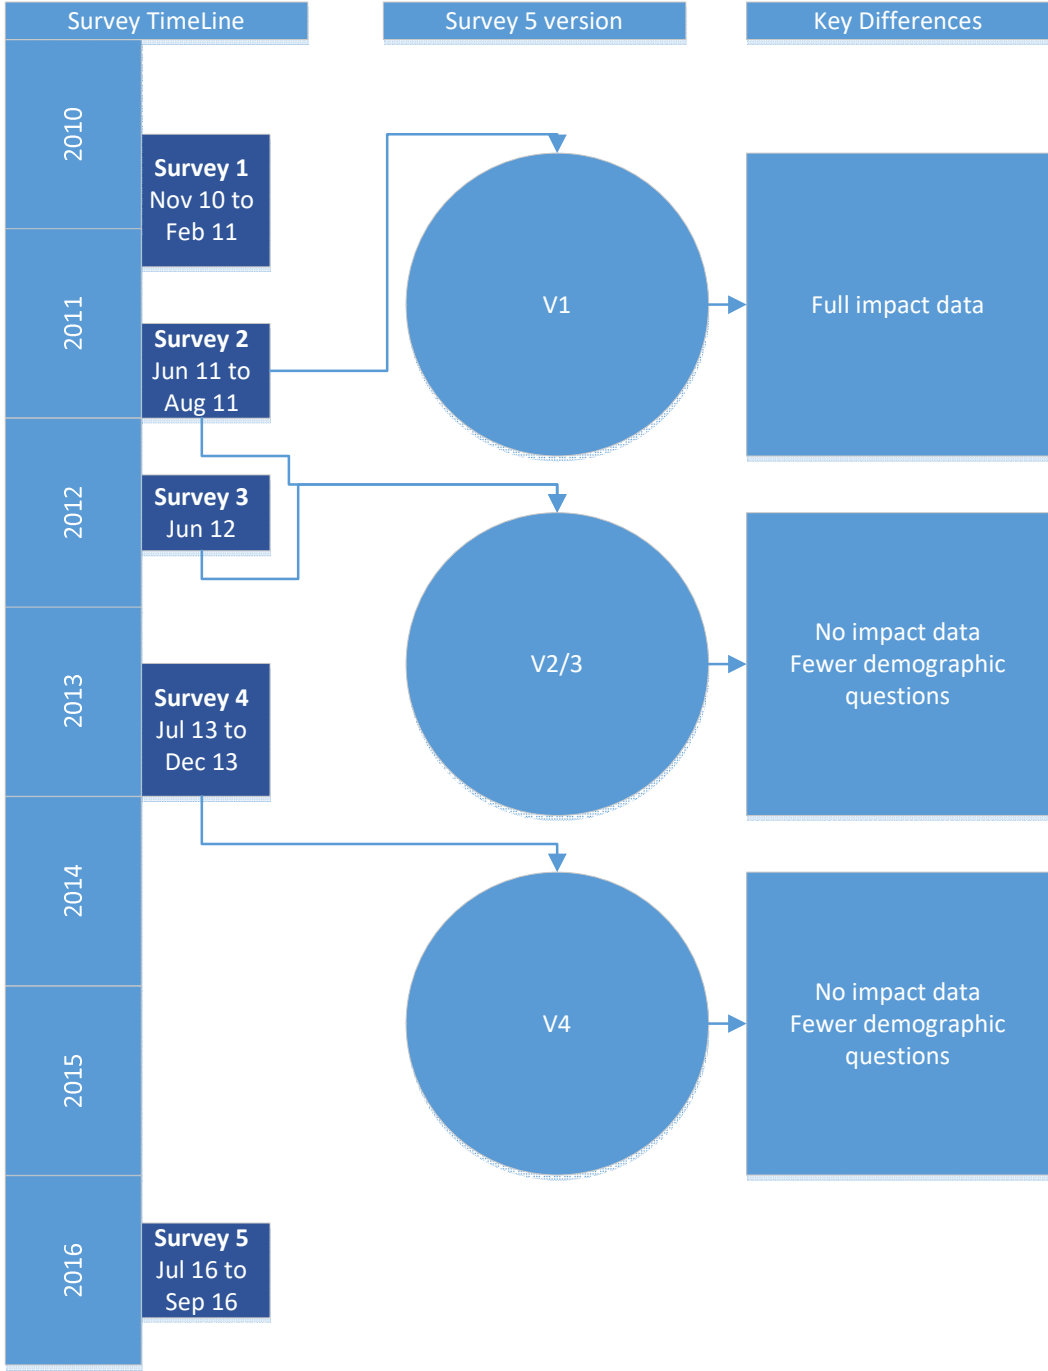 Survey TimeLine
Survey 5 version
Key Differences
2010
Survey 1
Nov 10 to
Feb 11
2011
Survey 2
Jun 11 to
Aug 11
V1
Full impact data
2012
Survey 3
Jun 12
2013
Survey 4
Jul 13 to
Dec 13
V2/3
No impact data
Fewer demographic
questions
2014
2015
V4
No impact data
Fewer demographic
questions
2016
Survey 5
Jul 16 to
Sep 16